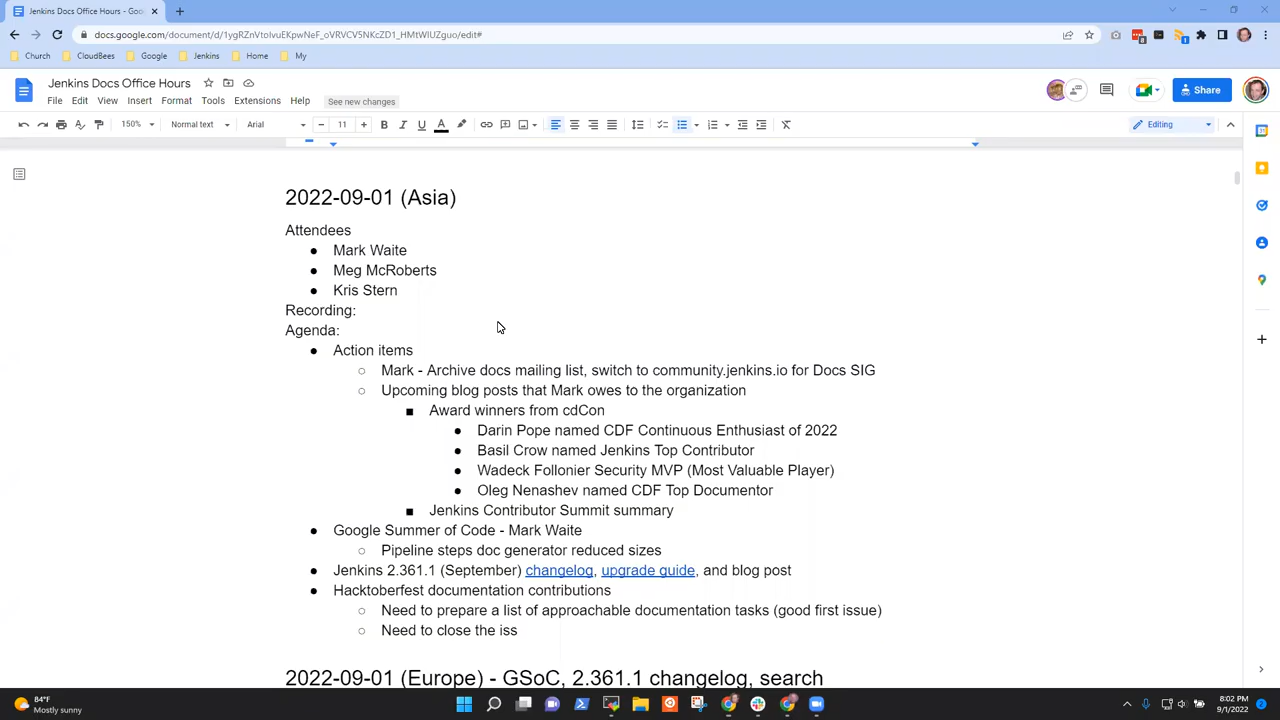 Jenkins Docs Office Hours - Goo
docs.google.com/document/d/1ygRZnVtoIvuEKpwNeF_oVRVCV5NKcZD1_HMtWIUZguo/edit#
Church CloudBees Google Jenkins Home My
Jenkins Docs Office Hours
File Edit View Insert Format Tools Extensions Help See new changes
Share
150% Normal text Arial 11 Editing
2022-09-01 (Asia)
Attendees
● Mark Waite
● Meg McRoberts
● Kris Stern
Recording:
Agenda:
● Action items
○ Mark - Archive docs mailing list, switch to community.jenkins.io for Docs SIG
○ Upcoming blog posts that Mark owes to the organization
■ Award winners from cdCon
● Darin Pope named CDF Continuous Enthusiast of 2022
● Basil Crow named Jenkins Top Contributor
● Wadeck Follonier Security MVP (Most Valuable Player)
● Oleg Nenashev named CDF Top Documentor
■ Jenkins Contributor Summit summary
● Google Summer of Code - Mark Waite
○ Pipeline steps doc generator reduced sizes
● Jenkins 2.361.1 (September) changelog, upgrade guide, and blog post
● Hacktoberfest documentation contributions
○ Need to prepare a list of approachable documentation tasks (good first issue)
○ Need to close the iss
2022-09-01 (Europe) - GSoC, 2.361.1 changelog, search
84°F
Mostly sunny
8:02 PM
9/1/2022